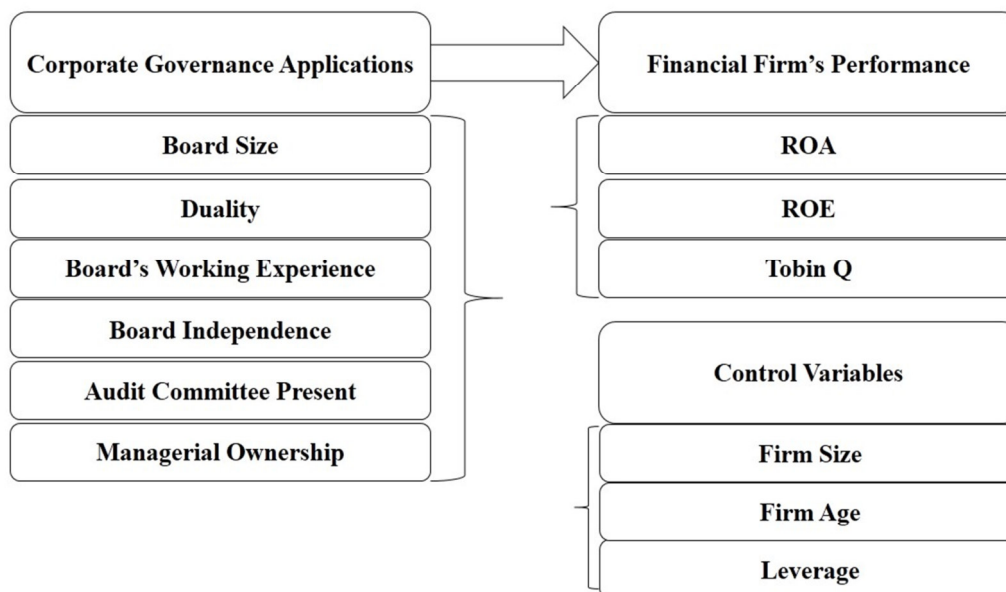 Corporate Governance Applications
Board Size
Duality
Board’s Working Experience
Board Independence
Audit Committee Present
Managerial Ownership
Financial Firm’s Performance
ROA
ROE
Tobin Q
Control Variables
Firm Size
Firm Age
Leverage